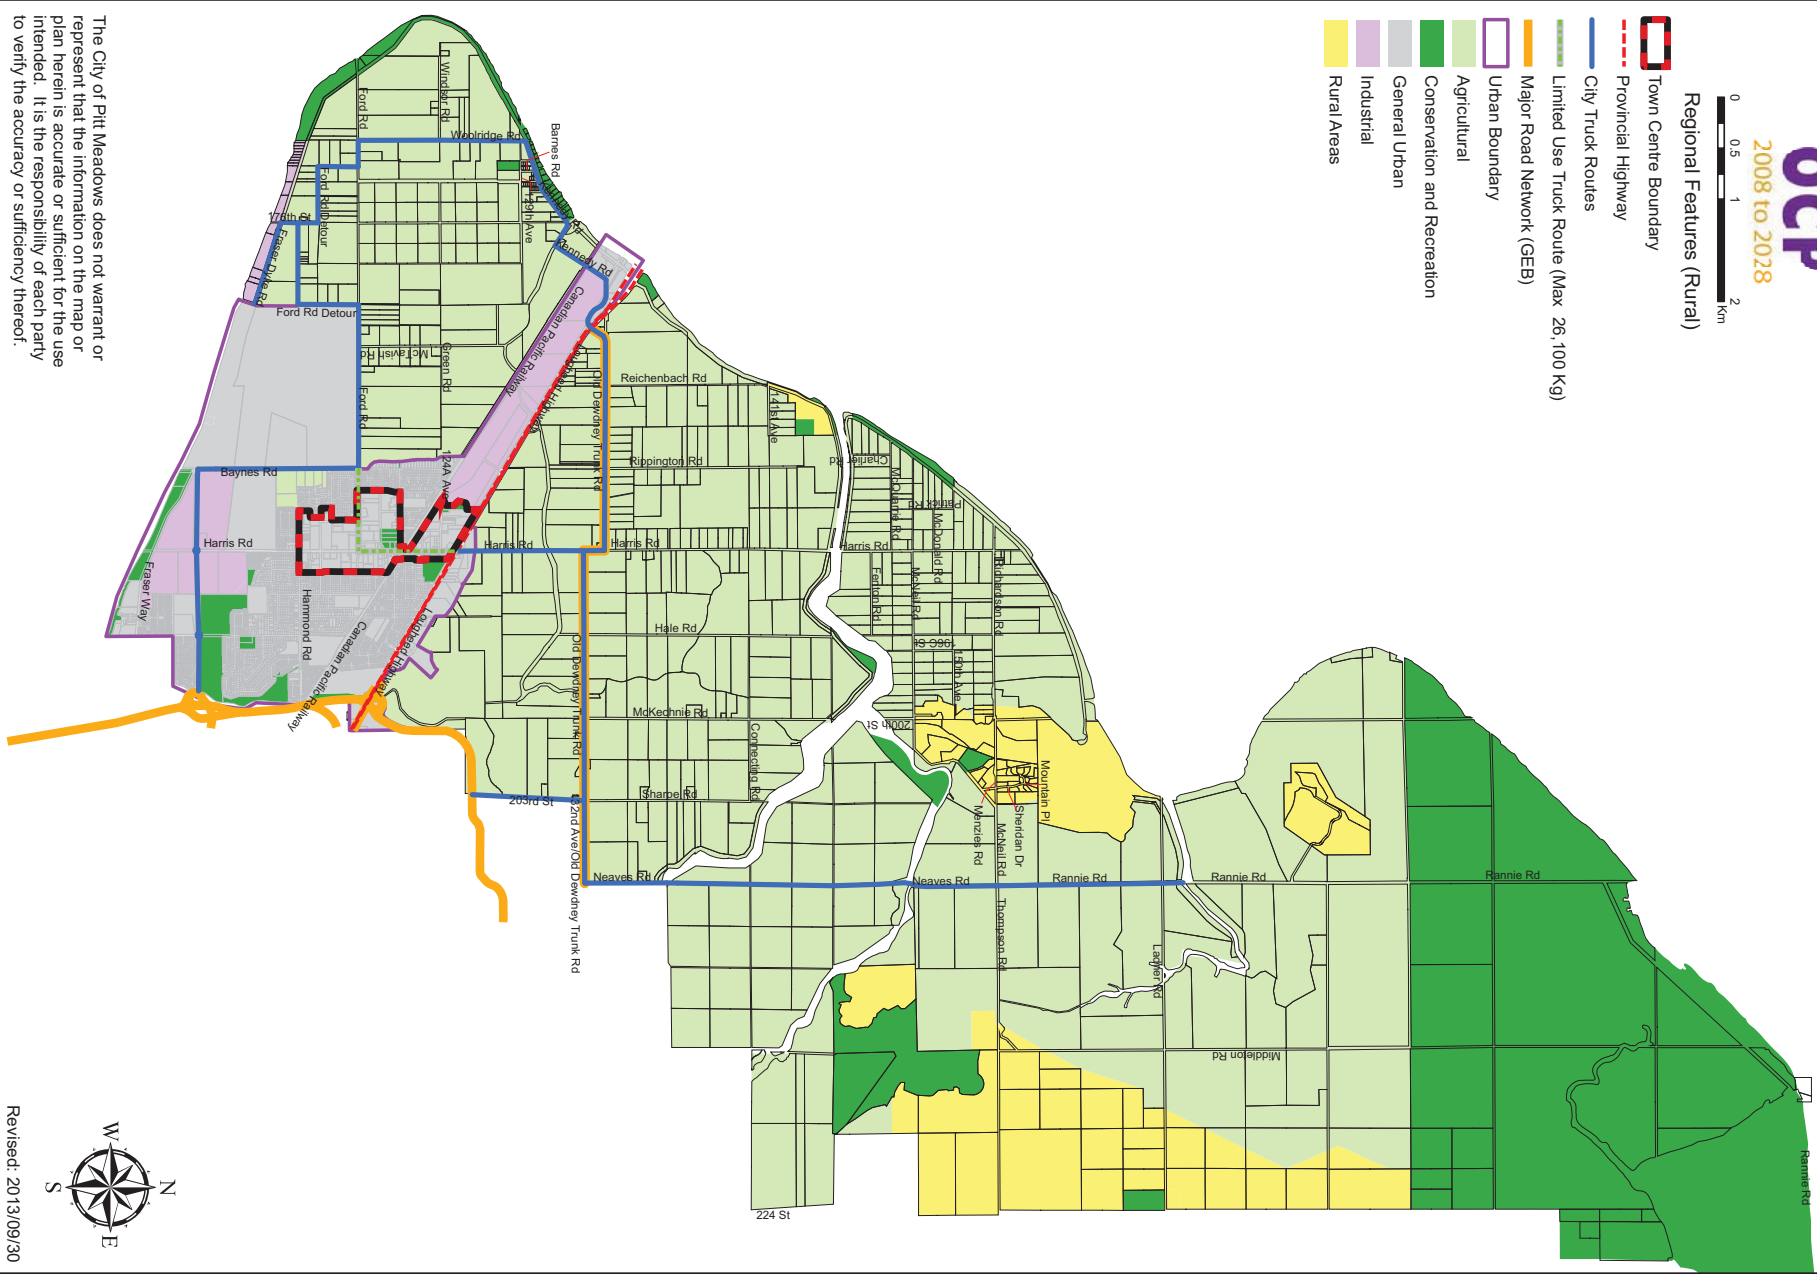 OCP
2008 to 2028
0 0.5 1 2
Km
Regional Features (Rural)
Town Centre Boundary
Provincial Highway
City Truck Routes
Limited Use Truck Route (Max 26,100 Kg)
Major Road Network (GEB)
Urban Boundary
Agricultural
Conservation and Recreation
General Urban
Industrial
Rural Areas
The City of Pitt Meadows does not warrant or
represent that the information on the map or
plan herein is accurate or sufficient for the use
intended. It is the responsibility of each party
to verify the accuracy or sufficiency thereof.
Windsor Rd
Ford Rd
Woolridge Rd
Barnes Rd
129th Ave
Kennedy Rd
Ford Rd Detour
176th St
Fraser Dyke Rd
Ford Rd Detour
McTavish Rd
Green Rd
Ford Rd
Canadian Pacific Railway
Lougheed Highway
Old Dewdney Trunk Rd
Reichenbach Rd
141st Ave
Rippington Rd
Charlier Rd
McQuarrie Rd
Patrick Rd
McDonald Rd
Baynes Rd
124A Ave
Harris Rd
Harris Rd
Harris Rd
Harris Rd
Fenton Rd
McNeil Rd
Richardson Rd
Fraser Way
Hammond Rd
Canadian Pacific Railway
Lougheed Highway
Hale Rd
Old Dewdney Trunk Rd
196C St
150th Ave
McKechnie Rd
Connecting Rd
200th St
Mountain Pl
Sheridan Dr
Menzies Rd
McNeil Rd
203rd St
Sharpe Rd
132nd Ave/Old Dewdney Trunk Rd
Neaves Rd
Neaves Rd
Rannie Rd
Rannie Rd
Rannie Rd
Thompson Rd
Ladner Rd
Middleton Rd
Rannie Rd
224 St
N
W
E
S
Revised: 2013/09/30